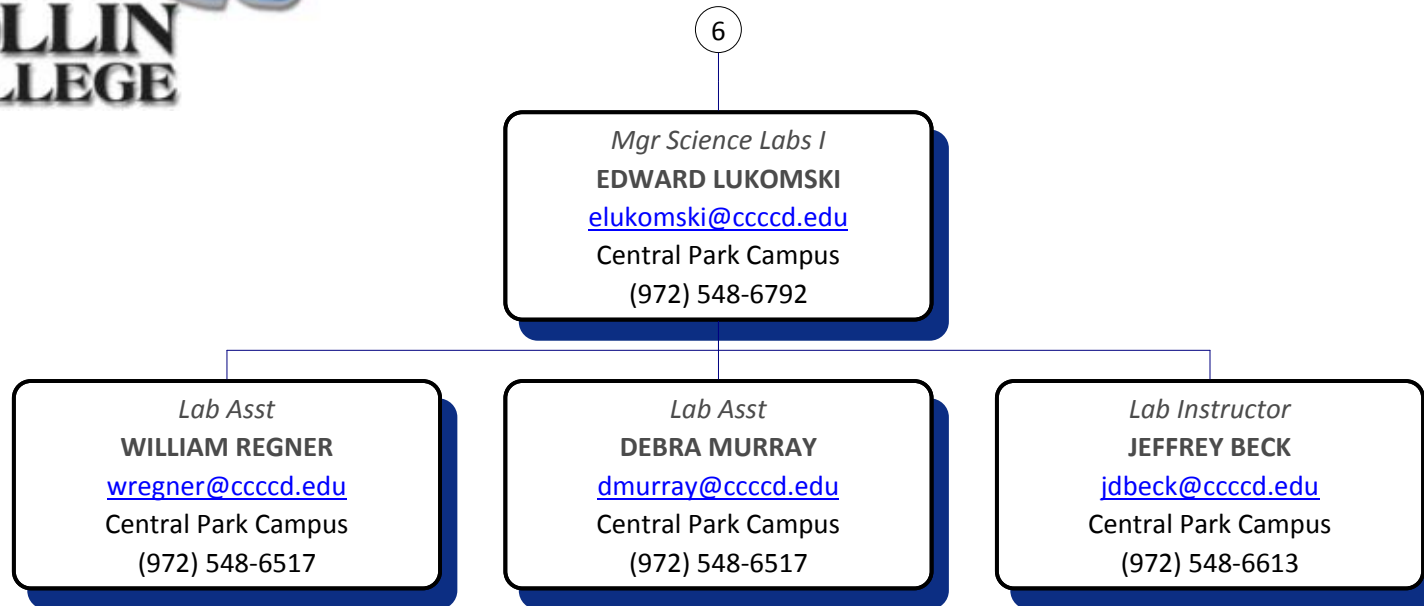 6
Mgr Science Labs I
EDWARD LUKOMSKI
elukomski@ccccd.edu
Central Park Campus
(972) 548-6792
Lab Asst
WILLIAM REGNER
wregner@ccccd.edu
Central Park Campus
(972) 548-6517
Lab Asst
DEBRA MURRAY
dmurray@ccccd.edu
Central Park Campus
(972) 548-6517
Lab Instructor
JEFFREY BECK
jdbeck@ccccd.edu
Central Park Campus
(972) 548-6613